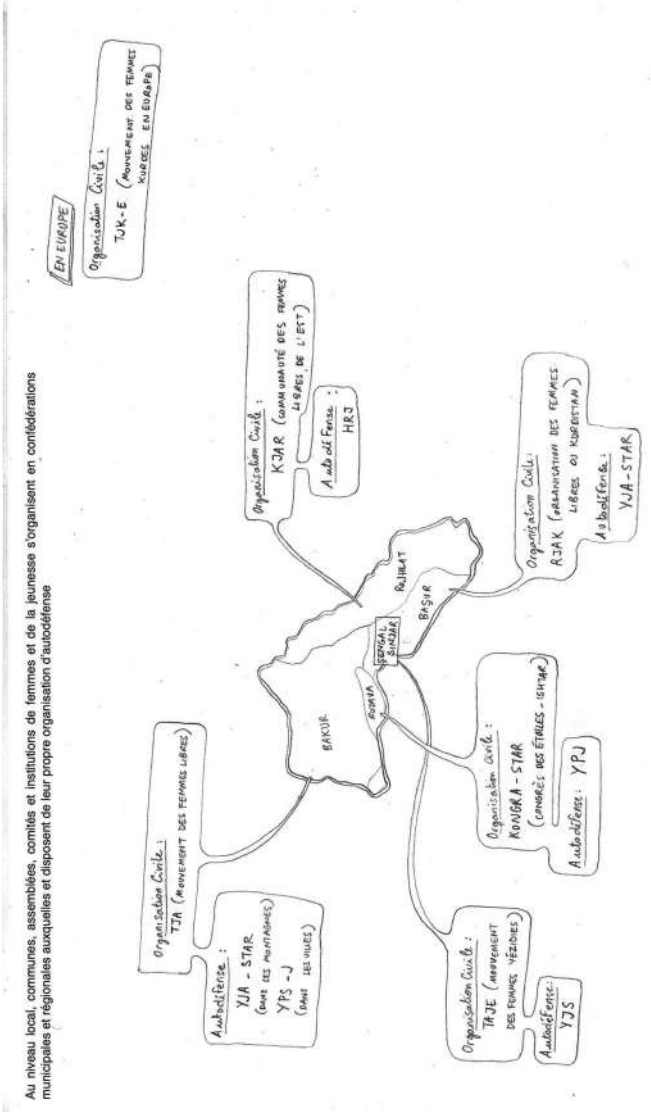 Au niveau local, communes, assemblées, comités et institutions de femmes et de la jeunesse s'organisent en confédérations
municipales et régionales auxquelles et disposent de leur propre organisation d'autodéfense
EN EUROPE
Organisation Civile :
TJK-E (MOUVEMENT DES FEMMES
KURDES EN EUROPE)
Organisation Civile :
TJA (MOUVEMENT DES FEMMES LIBRES)
Autodéfense :
YJA - STAR
(DANS LES MONTAGNES)
YPS - J
(DANS LES VILLES)
Organisation Civile :
KJAR (COMMUNAUTÉ DES FEMMES
LIBRES DE L'EST)
Autodéfense :
HRJ
BAKUR
ROJHILAT
ROJAVA
SENGAL
SINJAR
BAŞUR
Organisation Civile :
TAJE (MOUVEMENT
DES FEMMES YÉZIDIES)
Autodéfense :
YJS
Organisation Civile :
KONGRA - STAR
(CONGRÈS DES ÉTOILES - ISHTAR)
Autodéfense : YPJ
Organisation Civile :
RJAK (ORGANISATION DES FEMMES
LIBRES DU KURDISTAN)
Autodéfense :
YJA-STAR